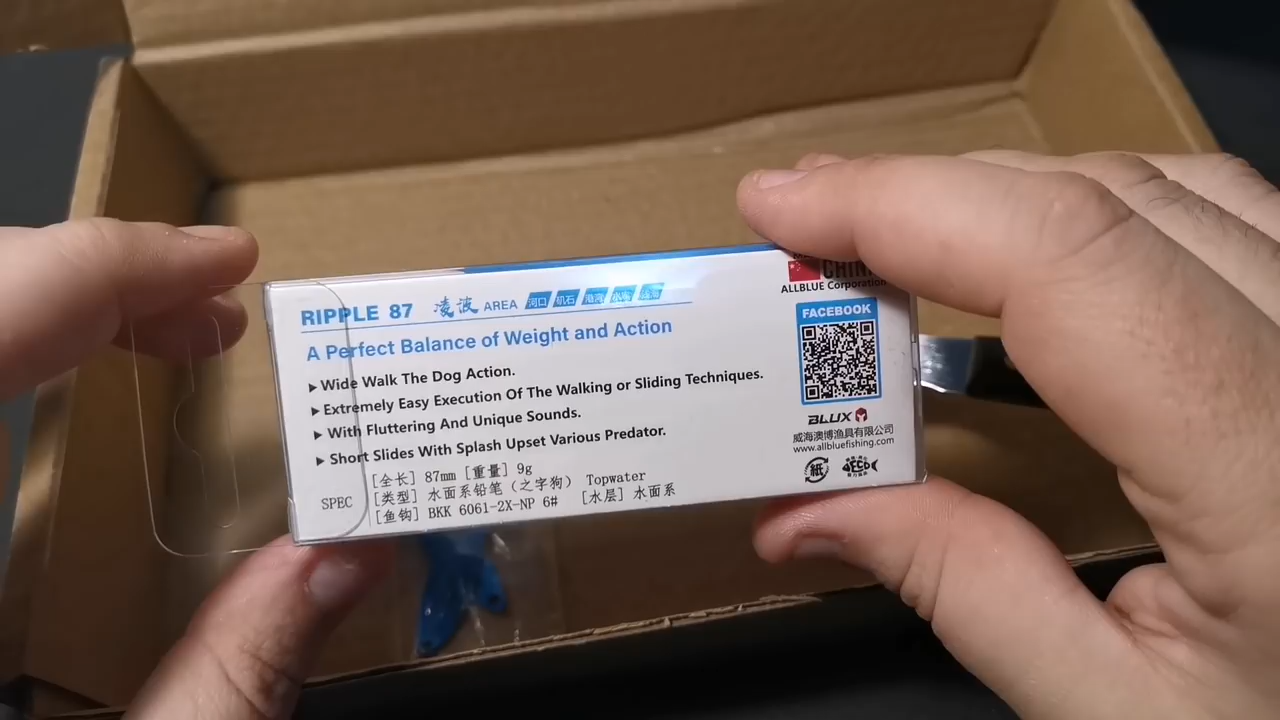 RIPPLE 87 凌波 AREA 河口 矶石
A Perfect Balance of Weight and Action
▸ Wide Walk The Dog Action.
▸ Extremely Easy Execution Of The Walking or Sliding Techniques.
▸ With Fluttering And Unique Sounds.
▸ Short Slides With Splash Upset Various Predator.
SPEC
[全长] 87mm [重量] 9g
[类型] 水面系铅笔（之字狗） Topwater
[鱼钩] BKK 6061-2X-NP 6# [水层] 水面系
ALLBLUE Corporation
FACEBOOK
BLUX
威海澳博渔具有限公司
www.allbluefishing.com
紙
ECO